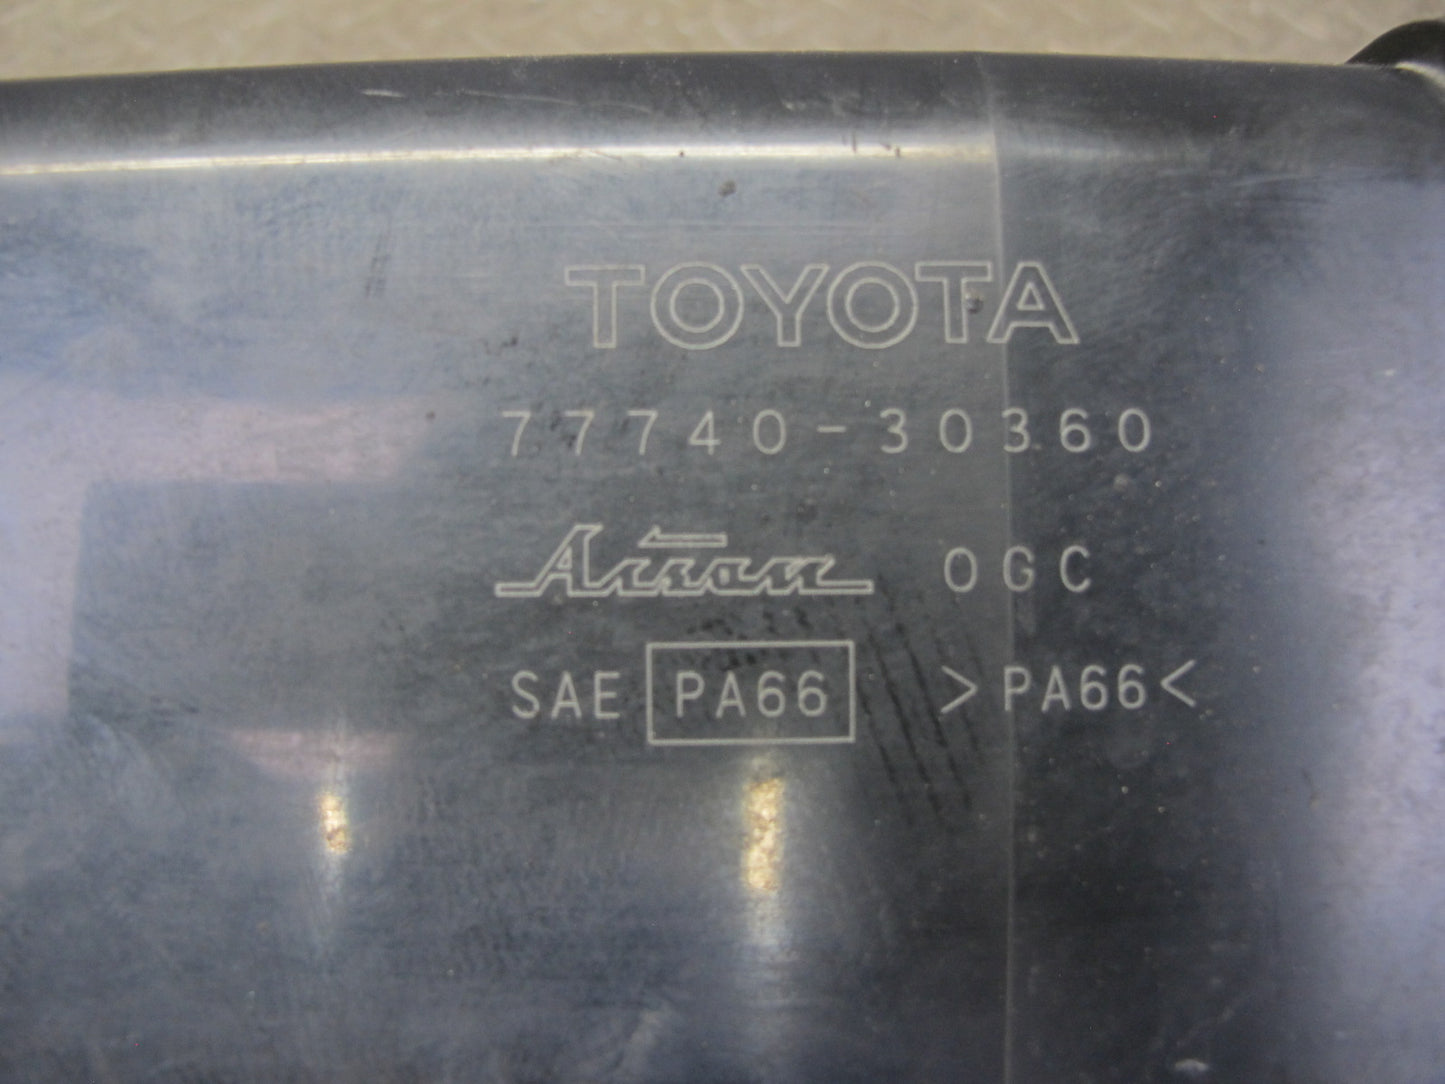 TOYOTA
77740-30360
Aisan OGC
SAE PA66 >PA66<